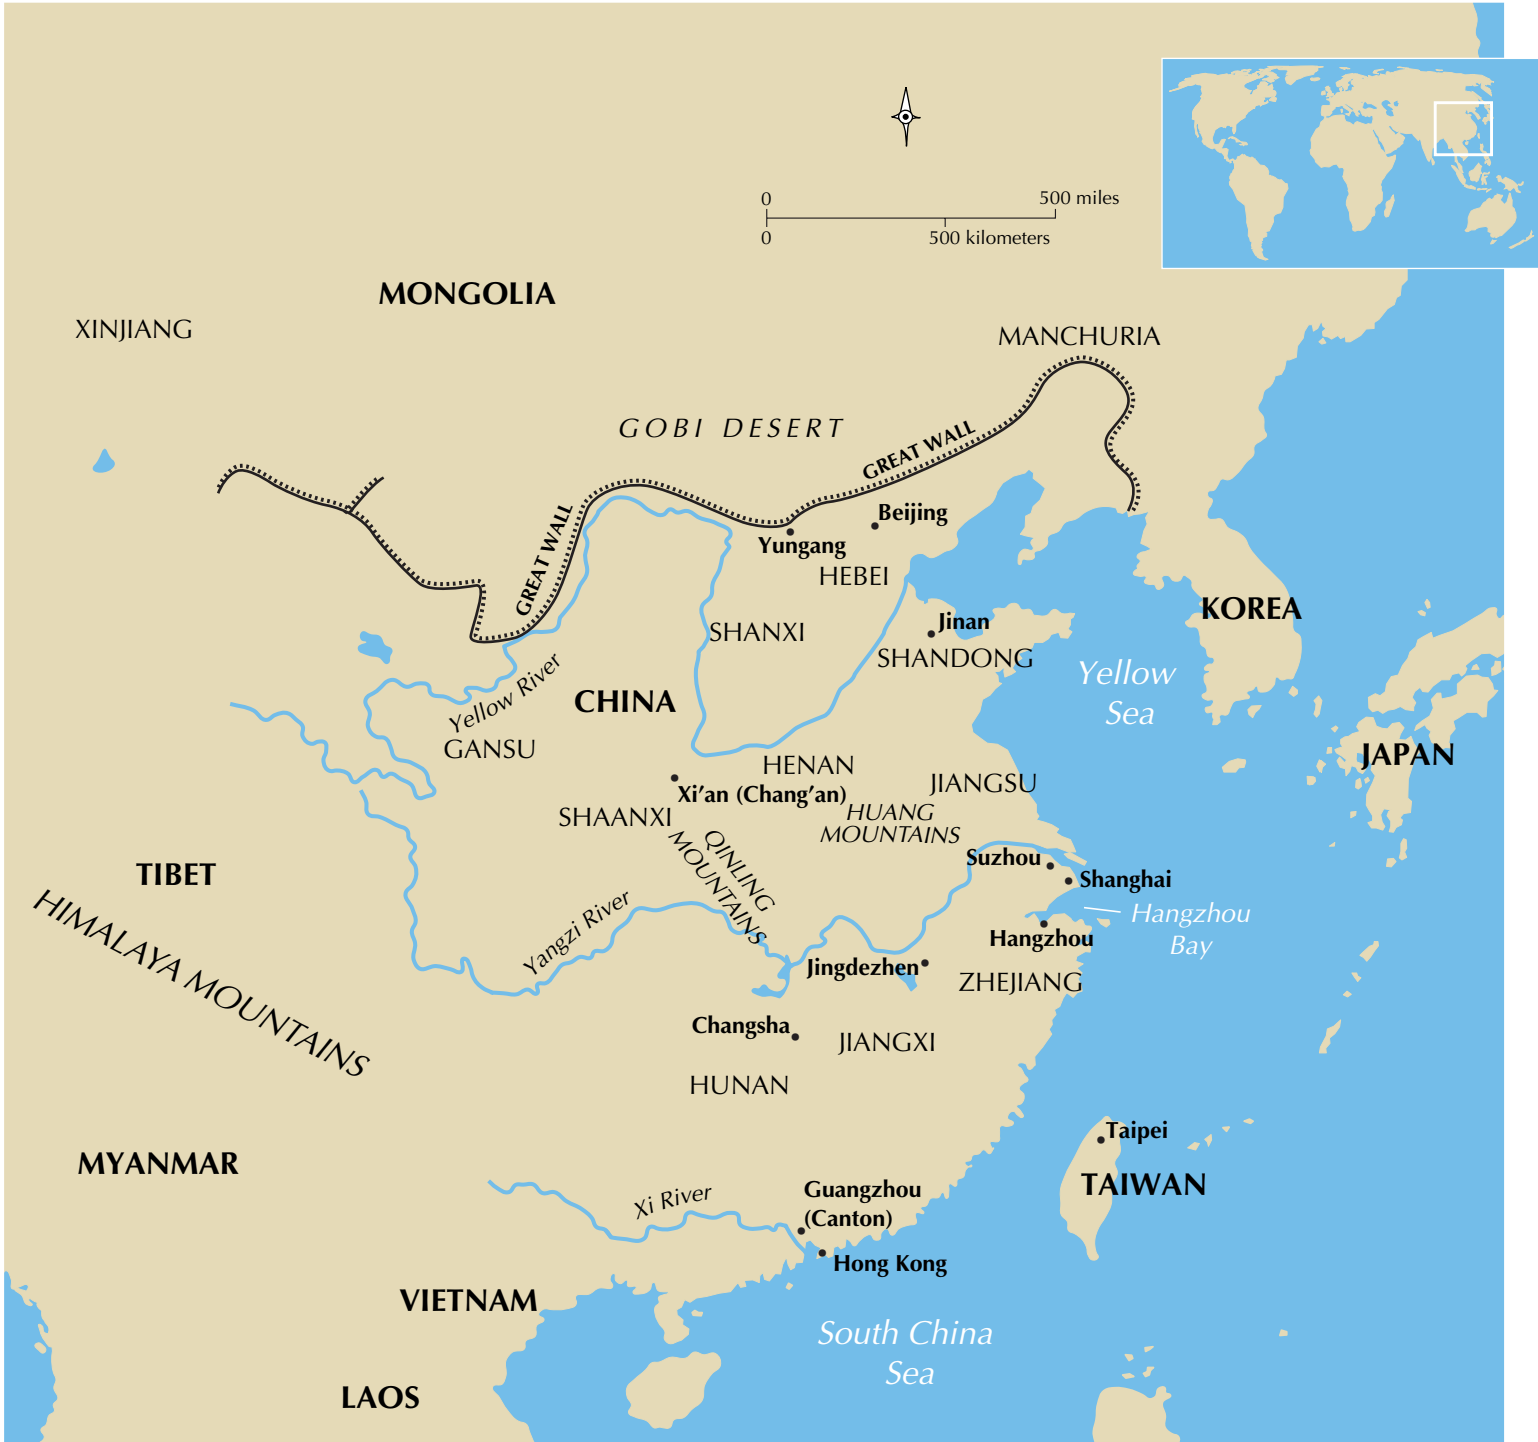 0 500 miles
0 500 kilometers
MONGOLIA
XINJIANG
MANCHURIA
GOBI DESERT
GREAT WALL
GREAT WALL
Beijing
Yungang
HEBEI
KOREA
Jinan
SHANXI
SHANDONG
Yellow
Sea
Yellow River
CHINA
GANSU
JAPAN
HENAN
JIANGSU
Xi'an (Chang'an)
SHAANXI
HUANG
MOUNTAINS
QINLING
MOUNTAINS
Suzhou
Shanghai
TIBET
HIMALAYA MOUNTAINS
Yangzi River
Hangzhou
Bay
Hangzhou
Jingdezhen
ZHEJIANG
Changsha
JIANGXI
HUNAN
Taipei
TAIWAN
MYANMAR
Xi River
Guangzhou
(Canton)
Hong Kong
VIETNAM
South China
Sea
LAOS